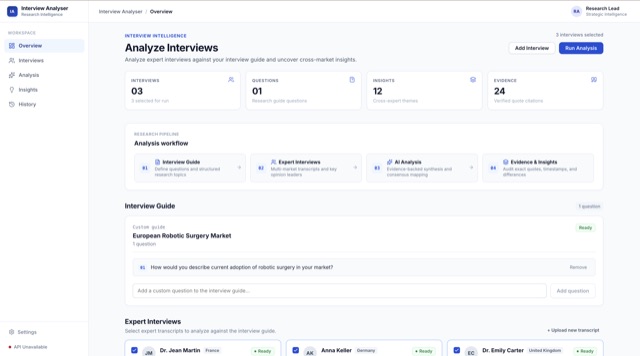 IA
Interview Analyser
Research Intelligence
Interview Analyser / Overview
RA
Research Lead
Strategic Intelligence
WORKSPACE
Overview
Interviews
Analysis
Insights
History
Settings
API Unavailable
INTERVIEW INTELLIGENCE
Analyze Interviews
Analyze expert interviews against your interview guide and uncover cross-market insights.
3 interviews selected
Add Interview
Run Analysis
INTERVIEWS
03
3 selected for run
QUESTIONS
01
Research guide questions
INSIGHTS
12
Cross-expert themes
EVIDENCE
24
Verified quote citations
RESEARCH PIPELINE
Analysis workflow
01
Interview Guide
Define questions and structured research topics
02
Expert Interviews
Multi-market transcripts and key opinion leaders
03
AI Analysis
Evidence-backed synthesis and consensus mapping
04
Evidence & Insights
Audit exact quotes, timestamps, and differences
Interview Guide
1 question
Custom guide
European Robotic Surgery Market
1 question
Ready
01
How would you describe current adoption of robotic surgery in your market?
Remove
Add a custom question to the interview guide...
Add question
Expert Interviews
Select expert transcripts to analyze against the interview guide.
+ Upload new transcript
JM
Dr. Jean Martin
France
Ready
AK
Anna Keller
Germany
Ready
EC
Dr. Emily Carter
United Kingdom
Ready